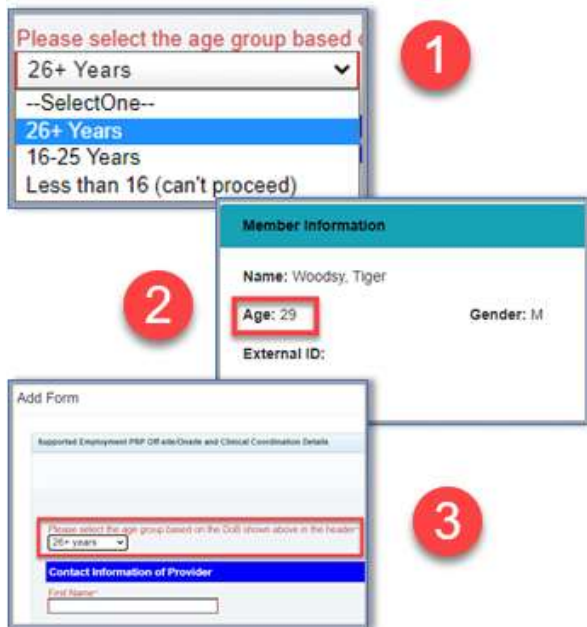 Please select the age group based
26+ Years
--SelectOne--
26+ Years
16-25 Years
Less than 16 (can't proceed)
1
Member Information
Name: Woodsy, Tiger
Age: 29 Gender: M
External ID:
2
Add Form
Supported Employment PRP Off-site/Onsite and Clinical Coordination Details
Please select the age group based on the DoB shown above in the header
26+ years
Contact Information of Provider
First Name*
3